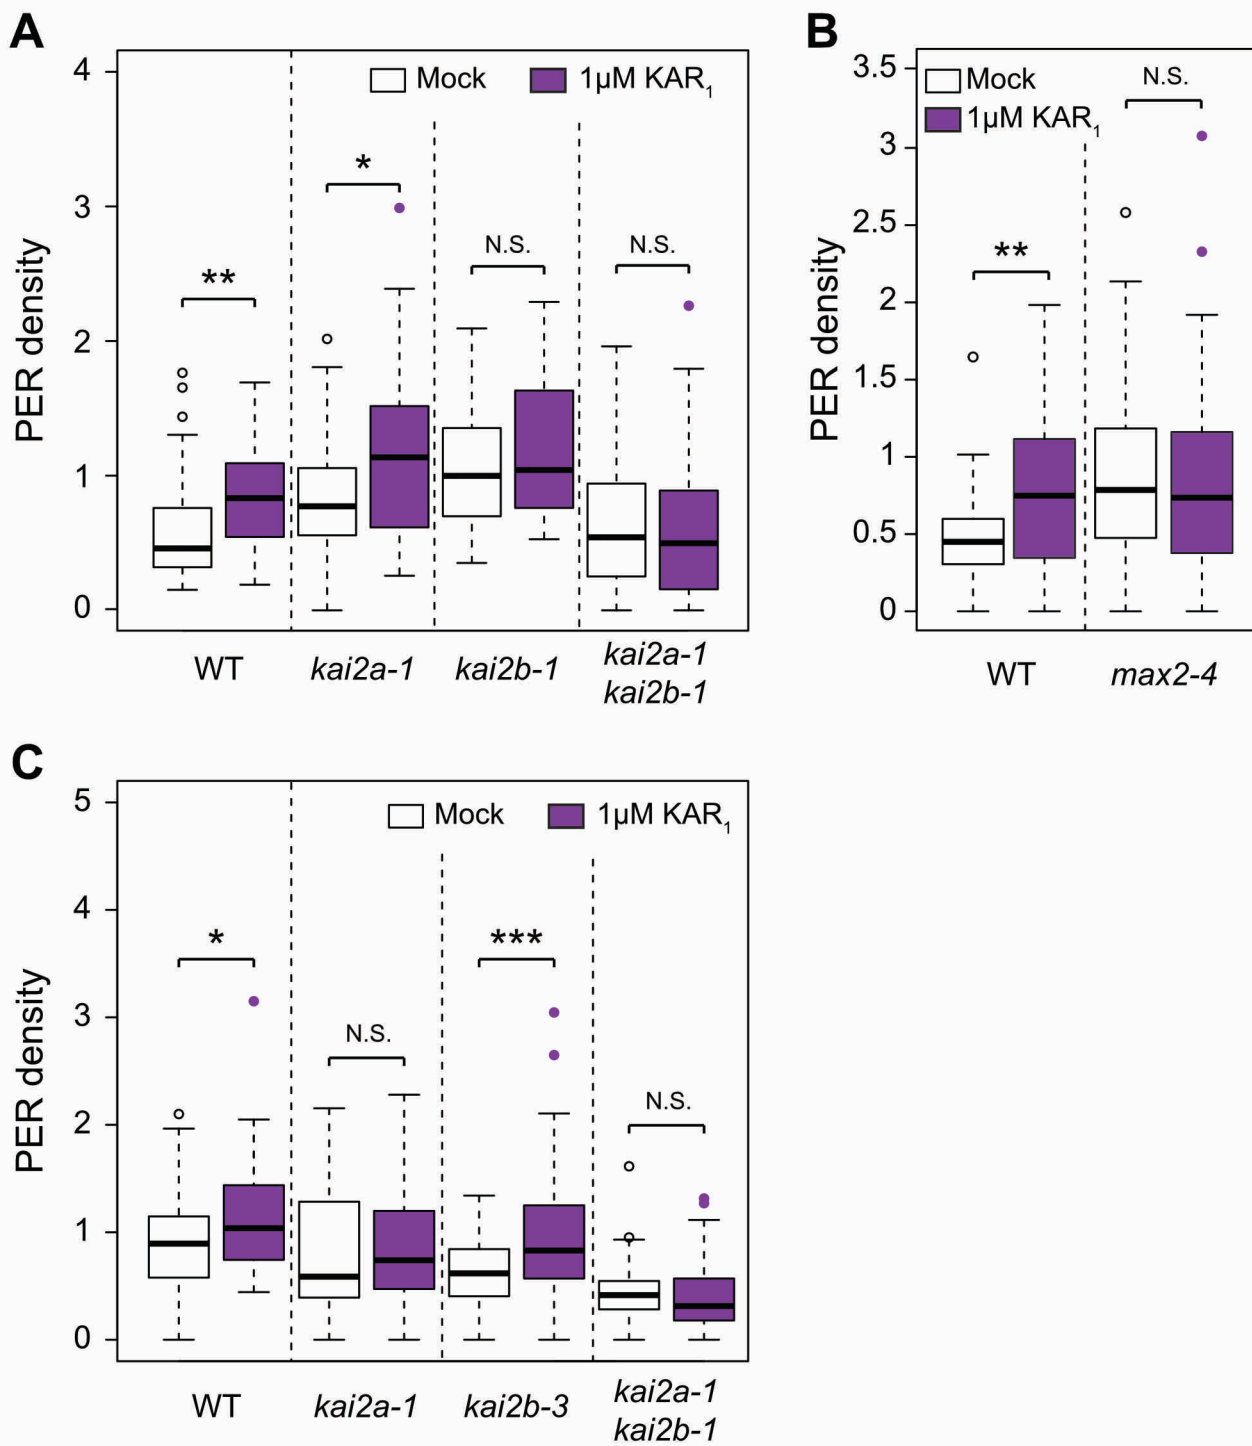 A
4
3
2
1
0
PER density
Mock
1µM KAR₁
**
*
N.S.
N.S.
WT
kai2a-1
kai2b-1
kai2a-1
kai2b-1
B
3.5
3
2.5
2
1.5
1
0.5
0
PER density
Mock
1µM KAR₁
**
N.S.
WT
max2-4
C
5
4
3
2
1
0
PER density
Mock
1µM KAR₁
*
N.S.
***
N.S.
WT
kai2a-1
kai2b-3
kai2a-1
kai2b-1